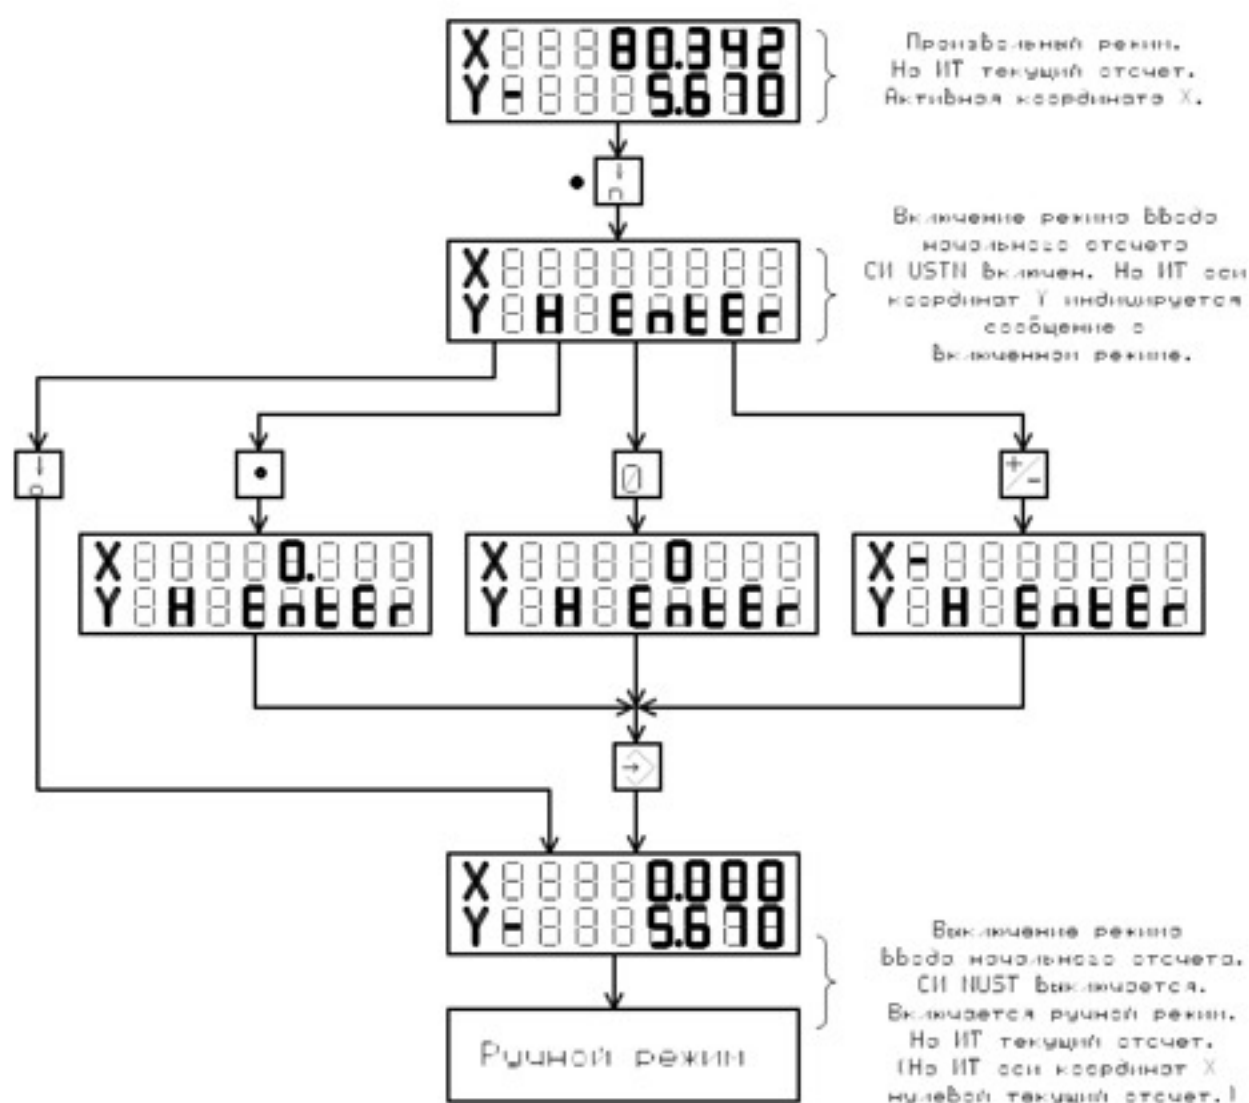 X 80.342
Y- 5.670
Произвольный режим.
На ИТ текущий отсчет.
Активная координата X.
• ↓ n
Включение режима ввода
начального отсчета
СИ USTN включен. На ИТ оси
координат Y индицируется
сообщение о
включенном режиме.
X
Y H EntEr
•
0
+/-
X 0.
Y H EntEr
X 0
Y H EntEr
X -
Y H EntEr
X 0.000
Y- 5.670
Выключение режима
ввода начального отсчета.
СИ NUST выключается.
Включается ручной режим.
На ИТ текущий отсчет.
(На ИТ оси координат X
нулевой текущий отсчет.)
Ручной режим